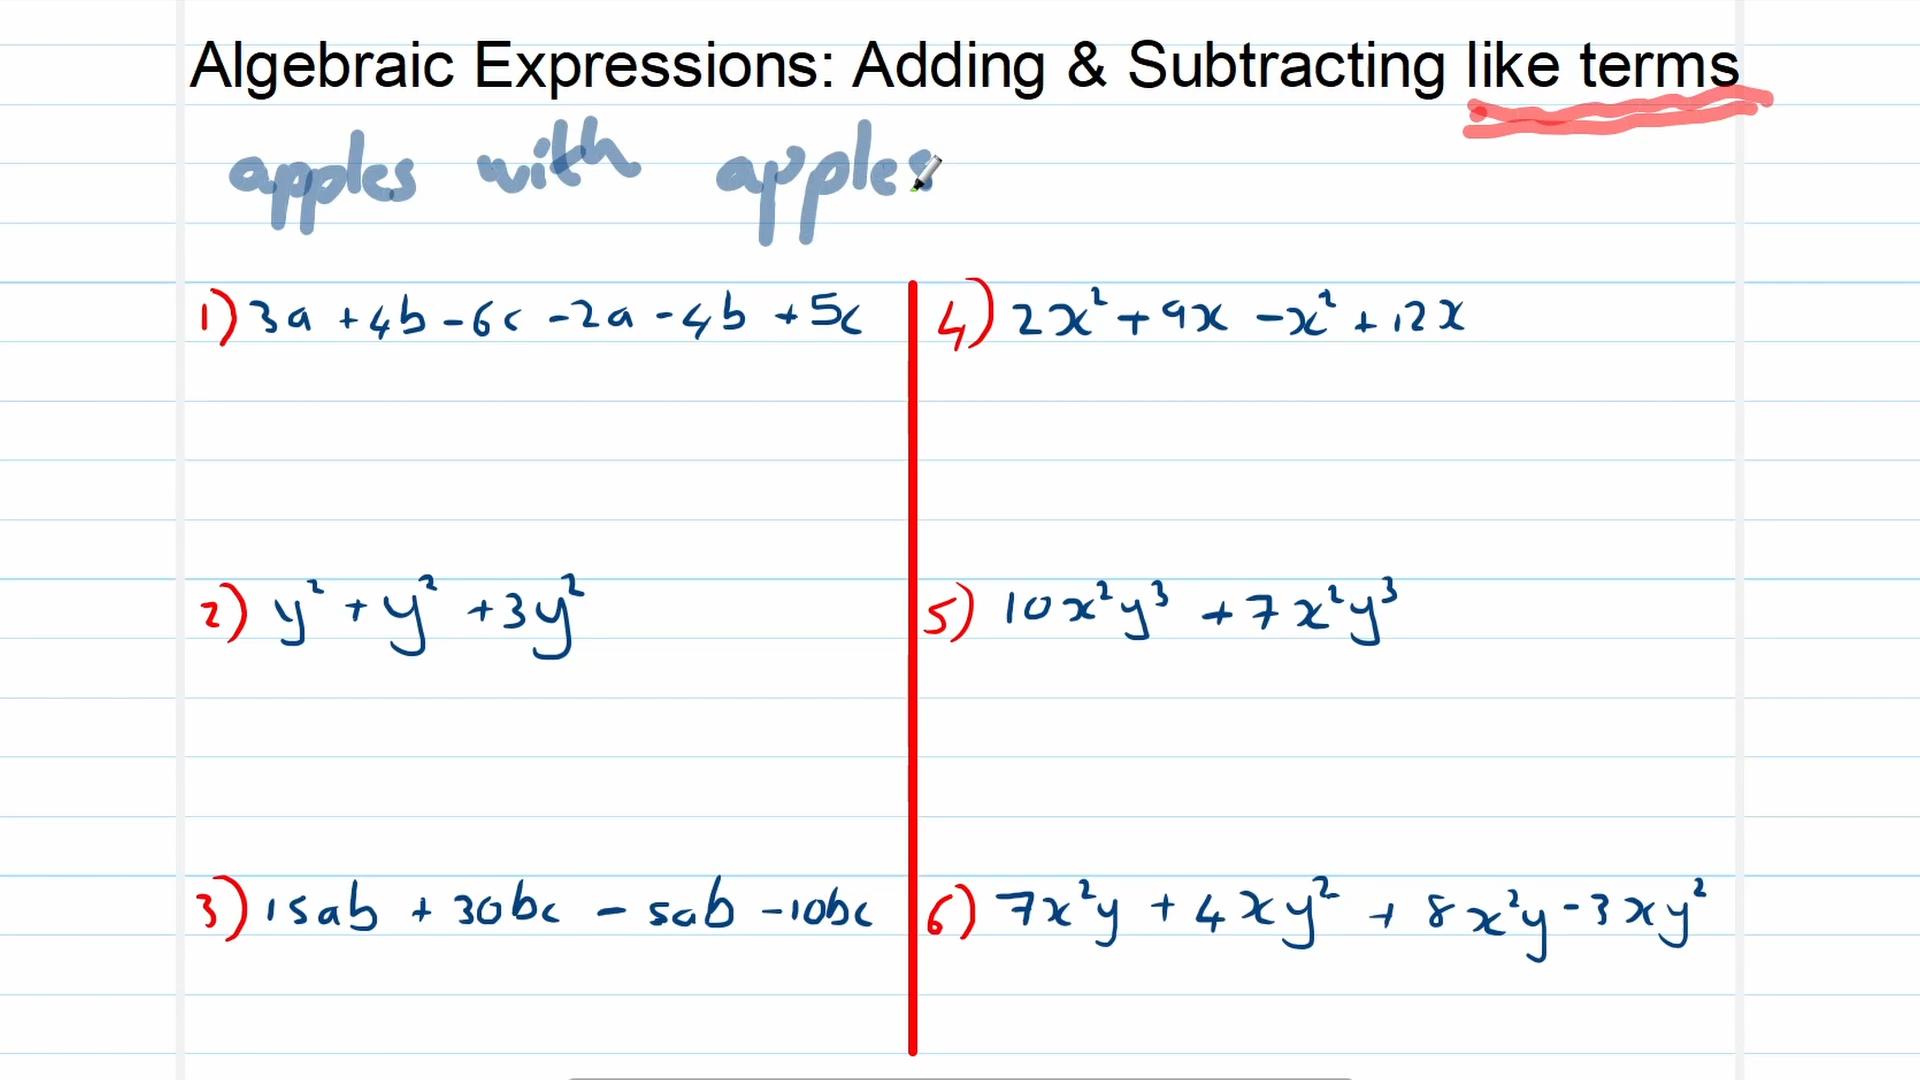 Algebraic Expressions: Adding & Subtracting like terms
apples with apples
1) 3a + 4b - 6c - 2a - 4b + 5c
2) y² + y² + 3y²
3) 15ab + 30bc - 5ab - 10bc
4) 2x² + 9x - x² + 12x
5) 10x²y³ + 7x²y³
6) 7x²y + 4xy² + 8x²y - 3xy²